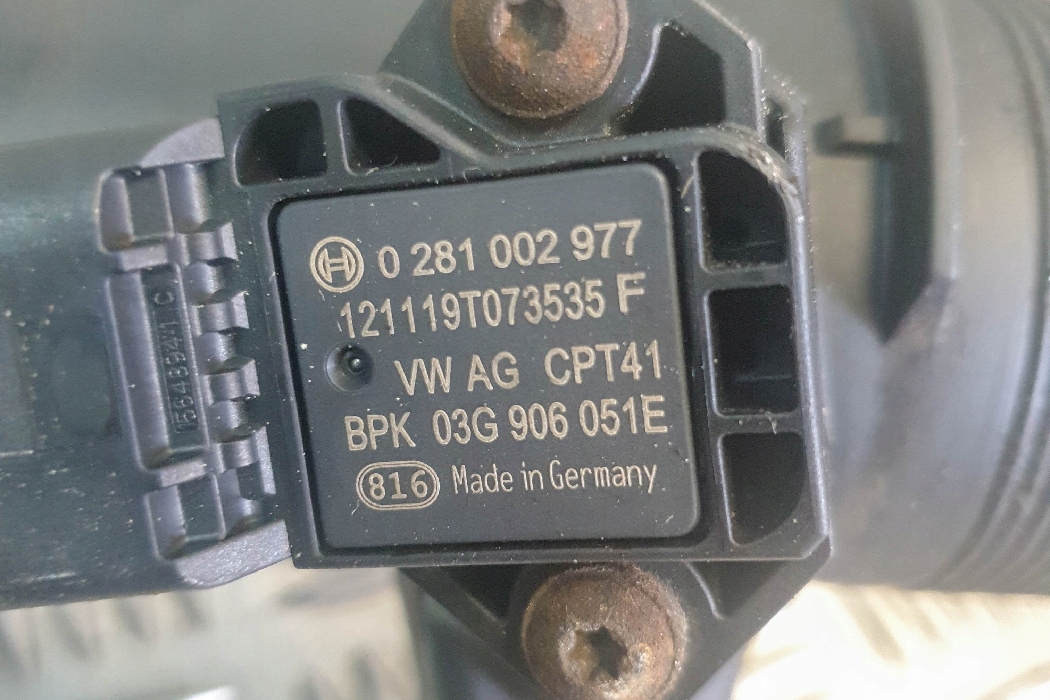 0 281 002 977
121119T073535 F
VW AG CPT41
BPK 03G 906 051E
816 Made in Germany